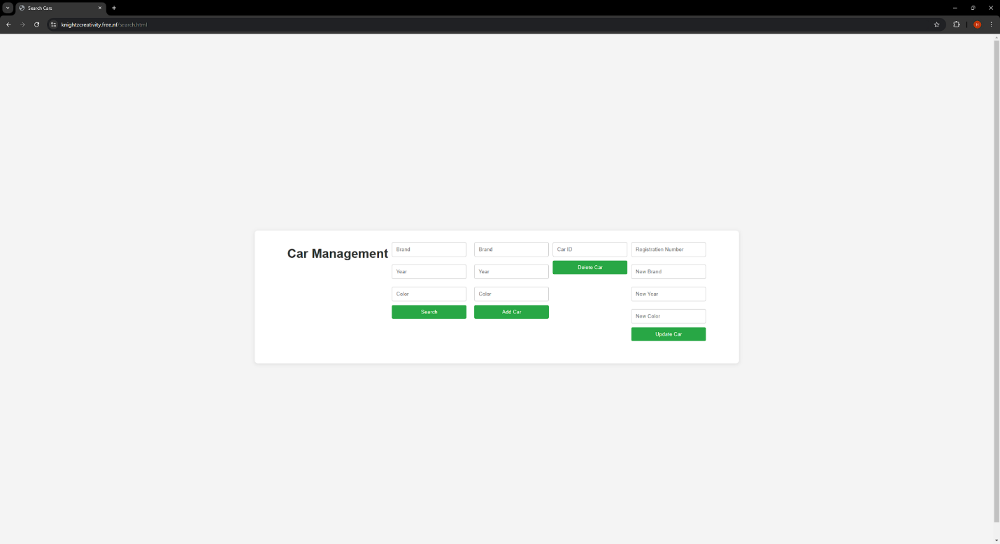 Search Cars
knightzcreativity.free.nf/search.html
H
Car Management
Brand
Year
Color
Search
Brand
Year
Color
Add Car
Car ID
Delete Car
Registration Number
New Brand
New Year
New Color
Update Car